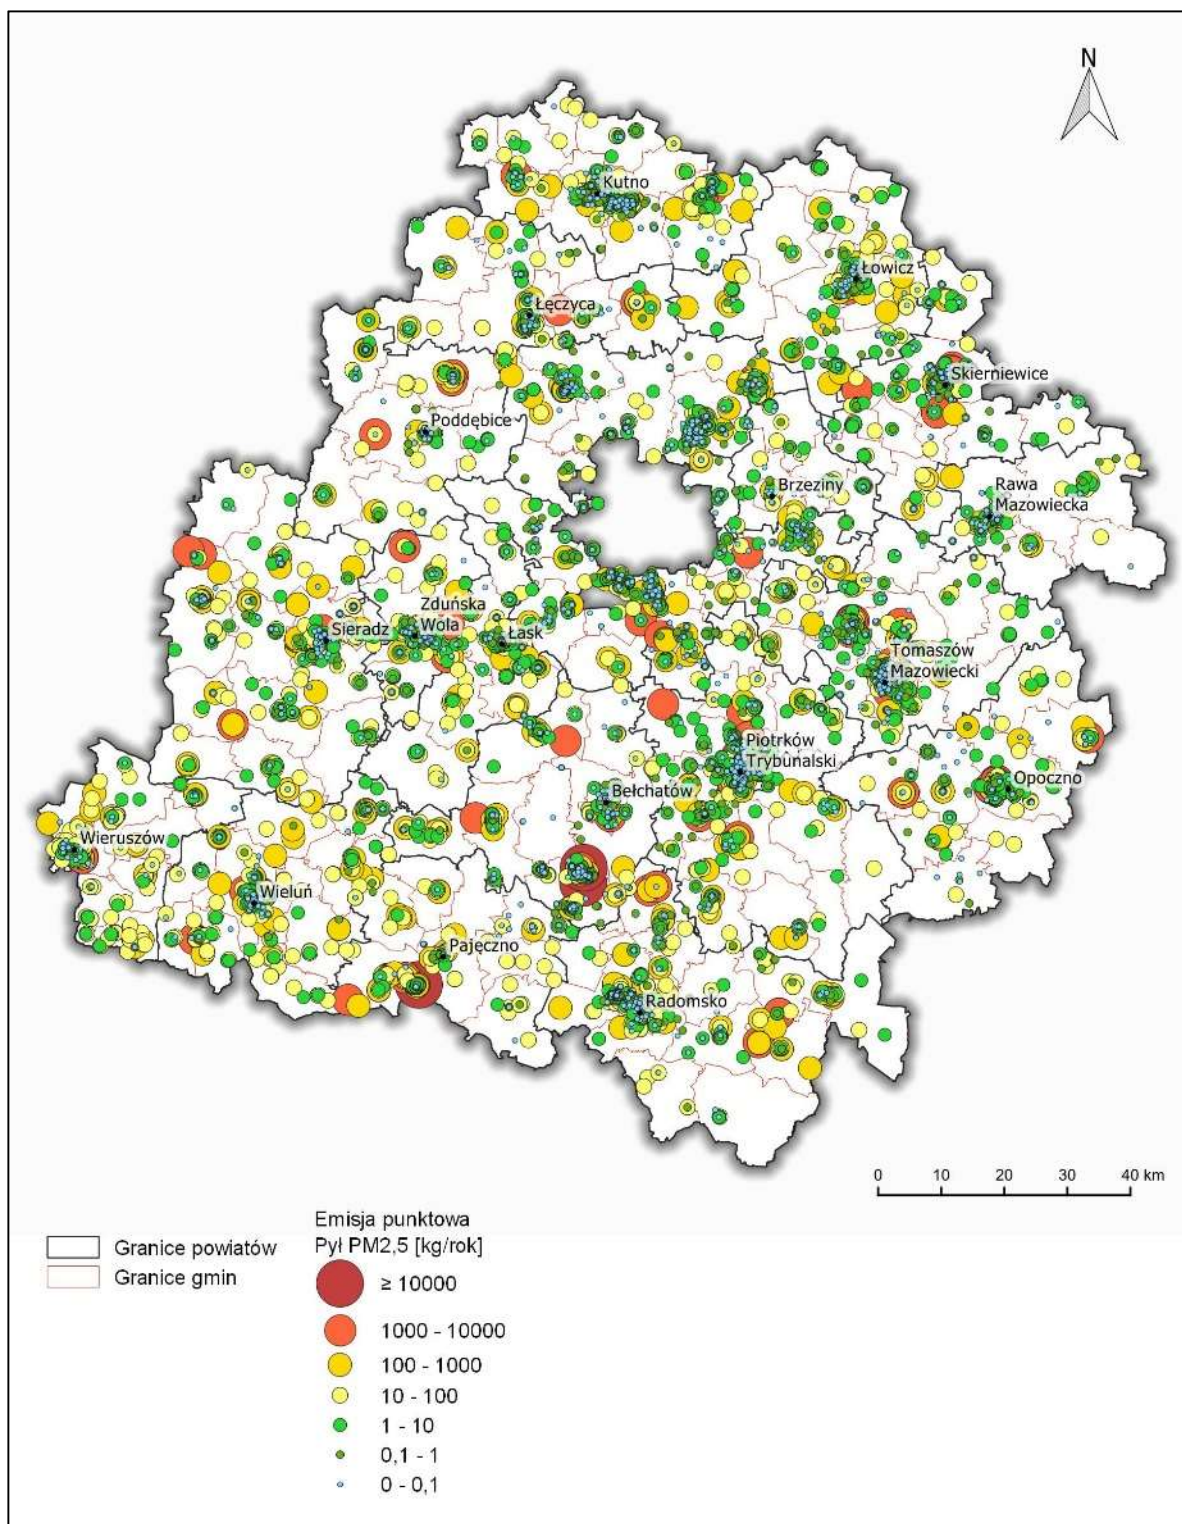 N
Kutno
Łowicz
Łęczyca
Skierniewice
Poddębice
Brzeziny
Rawa
Mazowiecka
Zduńska
Wola
Sieradz
Łask
Tomaszów
Mazowiecki
Piotrków
Trybunalski
Bełchatów
Opoczno
Wieruszów
Wieluń
Pajęczno
Radomsko
0 10 20 30 40 km
Emisja punktowa
Pył PM2,5 [kg/rok]
Granice powiatów
Granice gmin
≥ 10000
1000 - 10000
100 - 1000
10 - 100
1 - 10
0,1 - 1
0 - 0,1